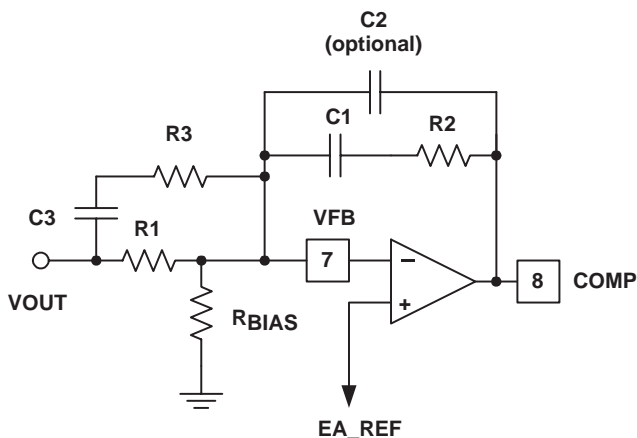 C2
(optional)
C1
R2
R3
C3
R1
VFB
7
8
COMP
VOUT
RBIAS
−
+
EA_REF